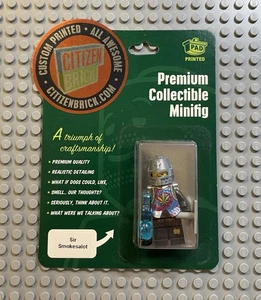 CUSTOM PRINTED • ALL AWESOME •
CITIZEN
BRICK
CITIZENBRICK.COM
PAD
PRINTED
Premium
Collectible
Minifig
A triumph of
craftsmanship!
• PREMIUM QUALITY
• REALISTIC DETAILING
• WHAT IF DOGS COULD, LIKE,
SMELL, OUR THOUGHTS?
• SERIOUSLY, THINK ABOUT IT.
• WHAT WERE WE TALKING ABOUT?
Sir
Smokesalot